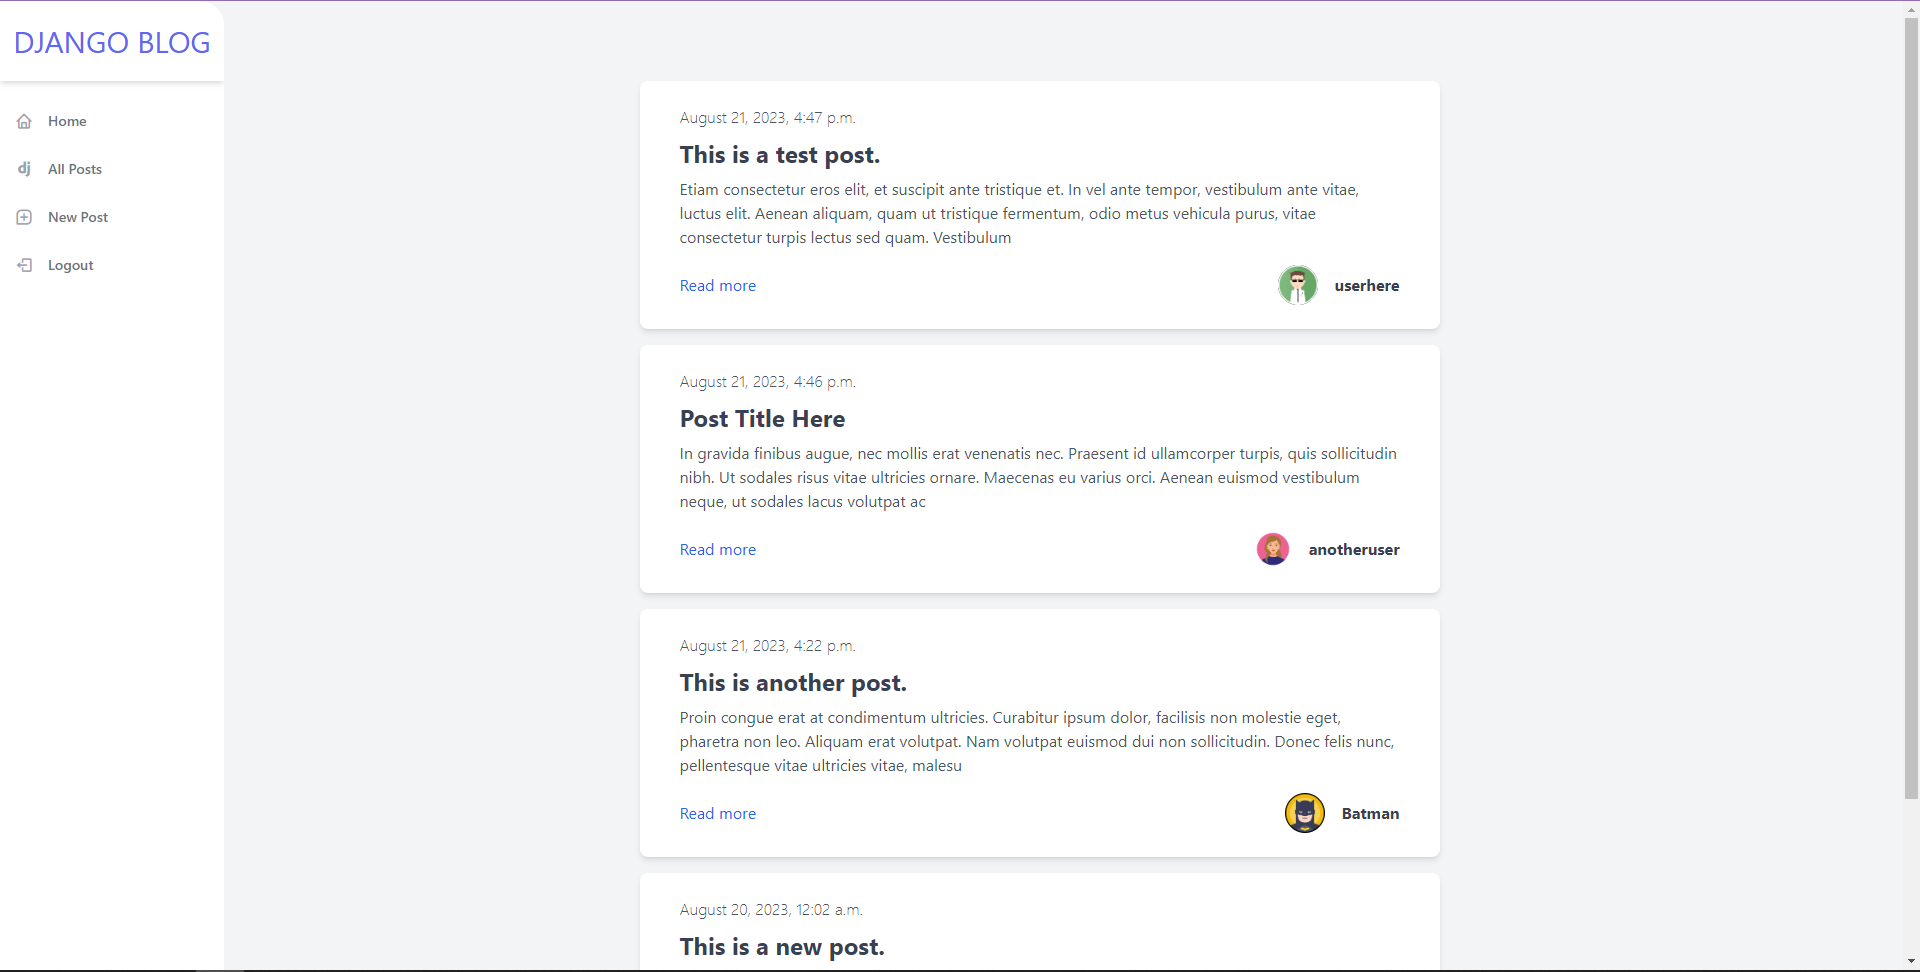 DJANGO BLOG
Home
All Posts
New Post
Logout
August 21, 2023, 4:47 p.m.
This is a test post.
Etiam consectetur eros elit, et suscipit ante tristique et. In vel ante tempor, vestibulum ante vitae,
luctus elit. Aenean aliquam, quam ut tristique fermentum, odio metus vehicula purus, vitae
consectetur turpis lectus sed quam. Vestibulum
Read more
userhere
August 21, 2023, 4:46 p.m.
Post Title Here
In gravida finibus augue, nec mollis erat venenatis nec. Praesent id ullamcorper turpis, quis sollicitudin
nibh. Ut sodales risus vitae ultricies ornare. Maecenas eu varius orci. Aenean euismod vestibulum
neque, ut sodales lacus volutpat ac
Read more
anotheruser
August 21, 2023, 4:22 p.m.
This is another post.
Proin congue erat at condimentum ultricies. Curabitur ipsum dolor, facilisis non molestie eget,
pharetra non leo. Aliquam erat volutpat. Nam volutpat euismod dui non sollicitudin. Donec felis nunc,
pellentesque vitae ultricies vitae, malesu
Read more
Batman
August 20, 2023, 12:02 a.m.
This is a new post.